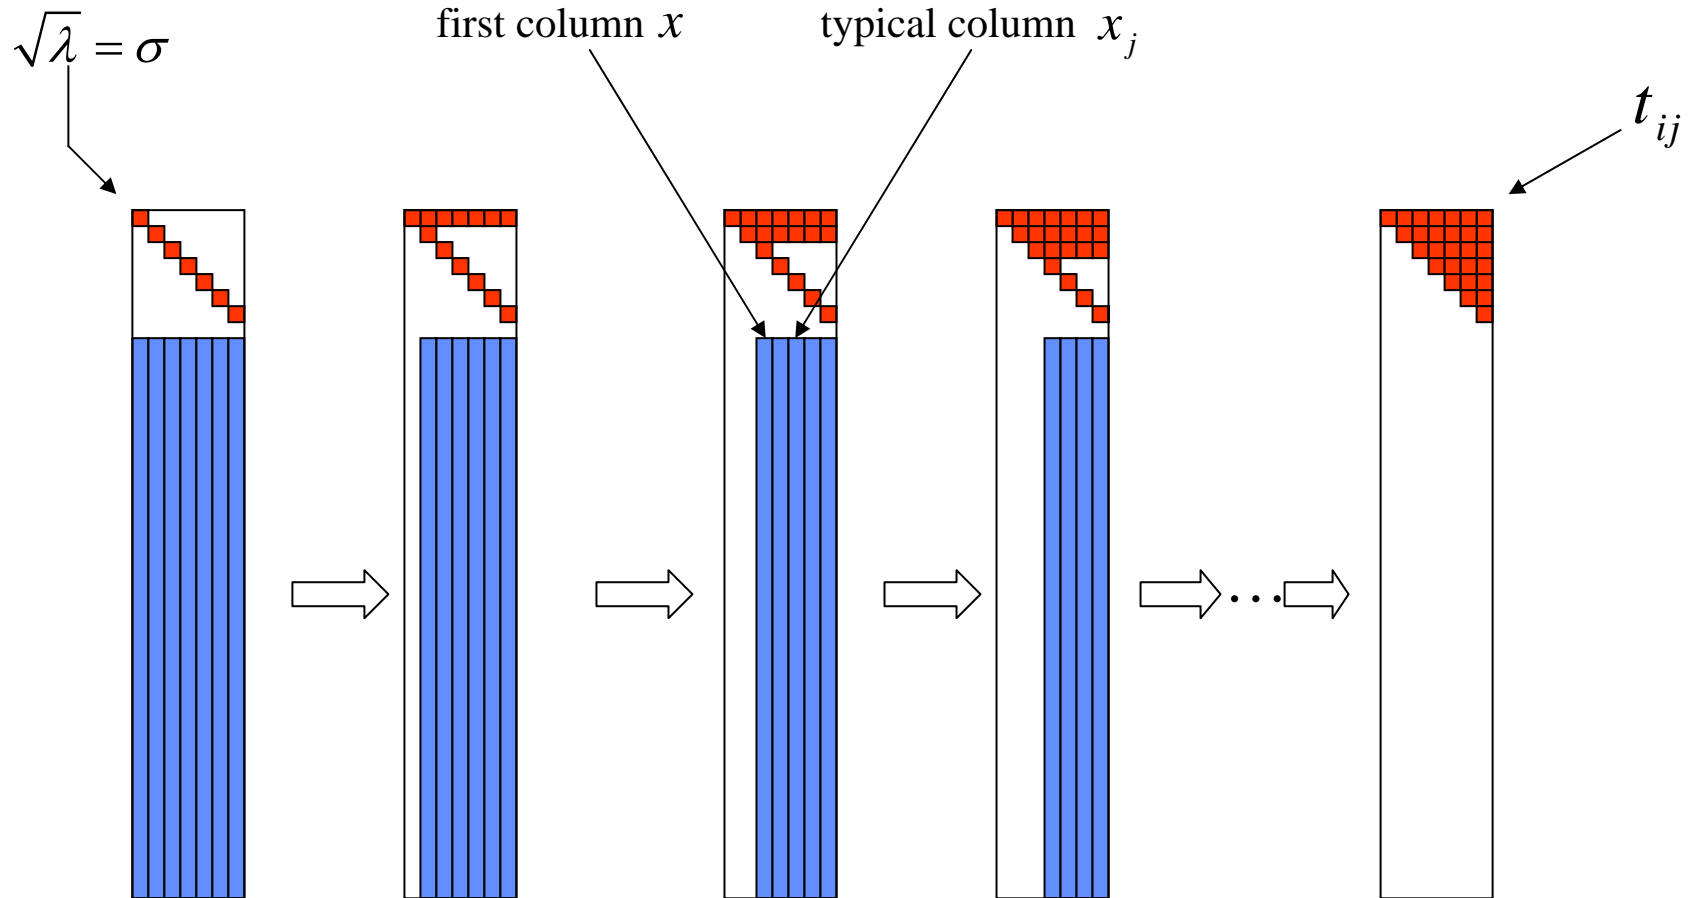 √λ = σ
first column x
typical column x_j
t_ij
...